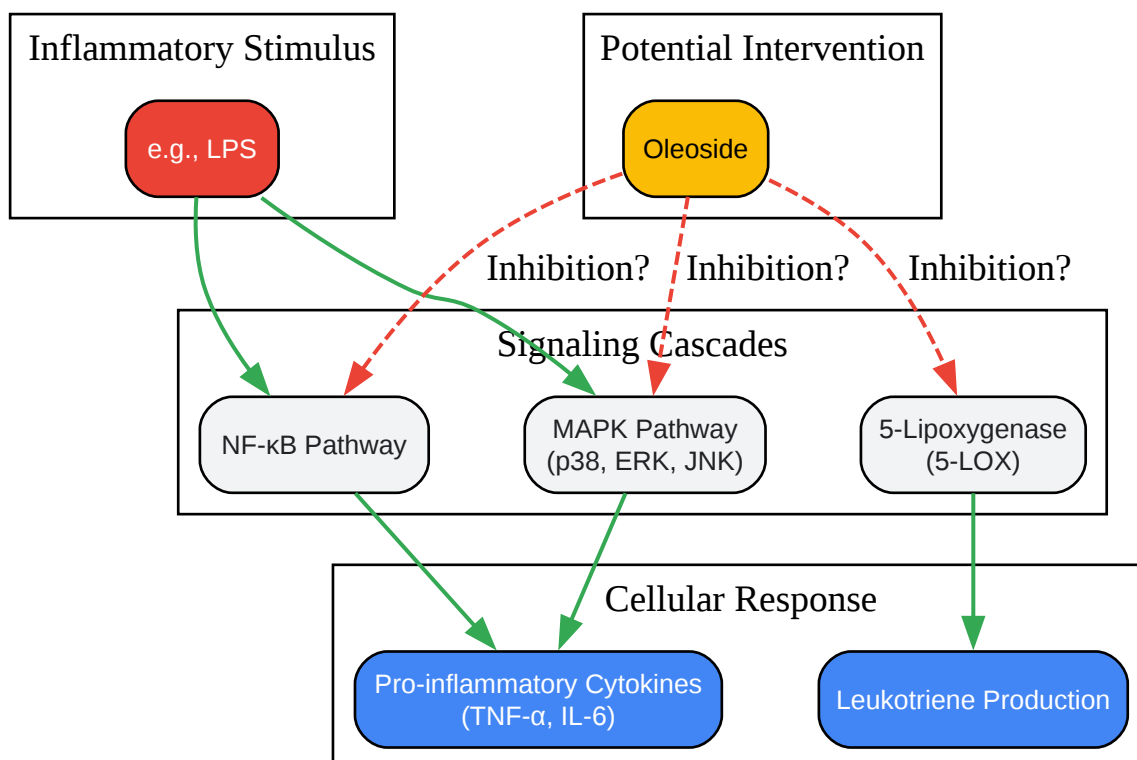 Inflammatory Stimulus
Potential Intervention
e.g., LPS
Oleoside
Inhibition?
Inhibition?
Inhibition?
Signaling Cascades
NF-κB Pathway
MAPK Pathway
(p38, ERK, JNK)
5-Lipoxygenase
(5-LOX)
Cellular Response
Pro-inflammatory Cytokines
(TNF-α, IL-6)
Leukotriene Production